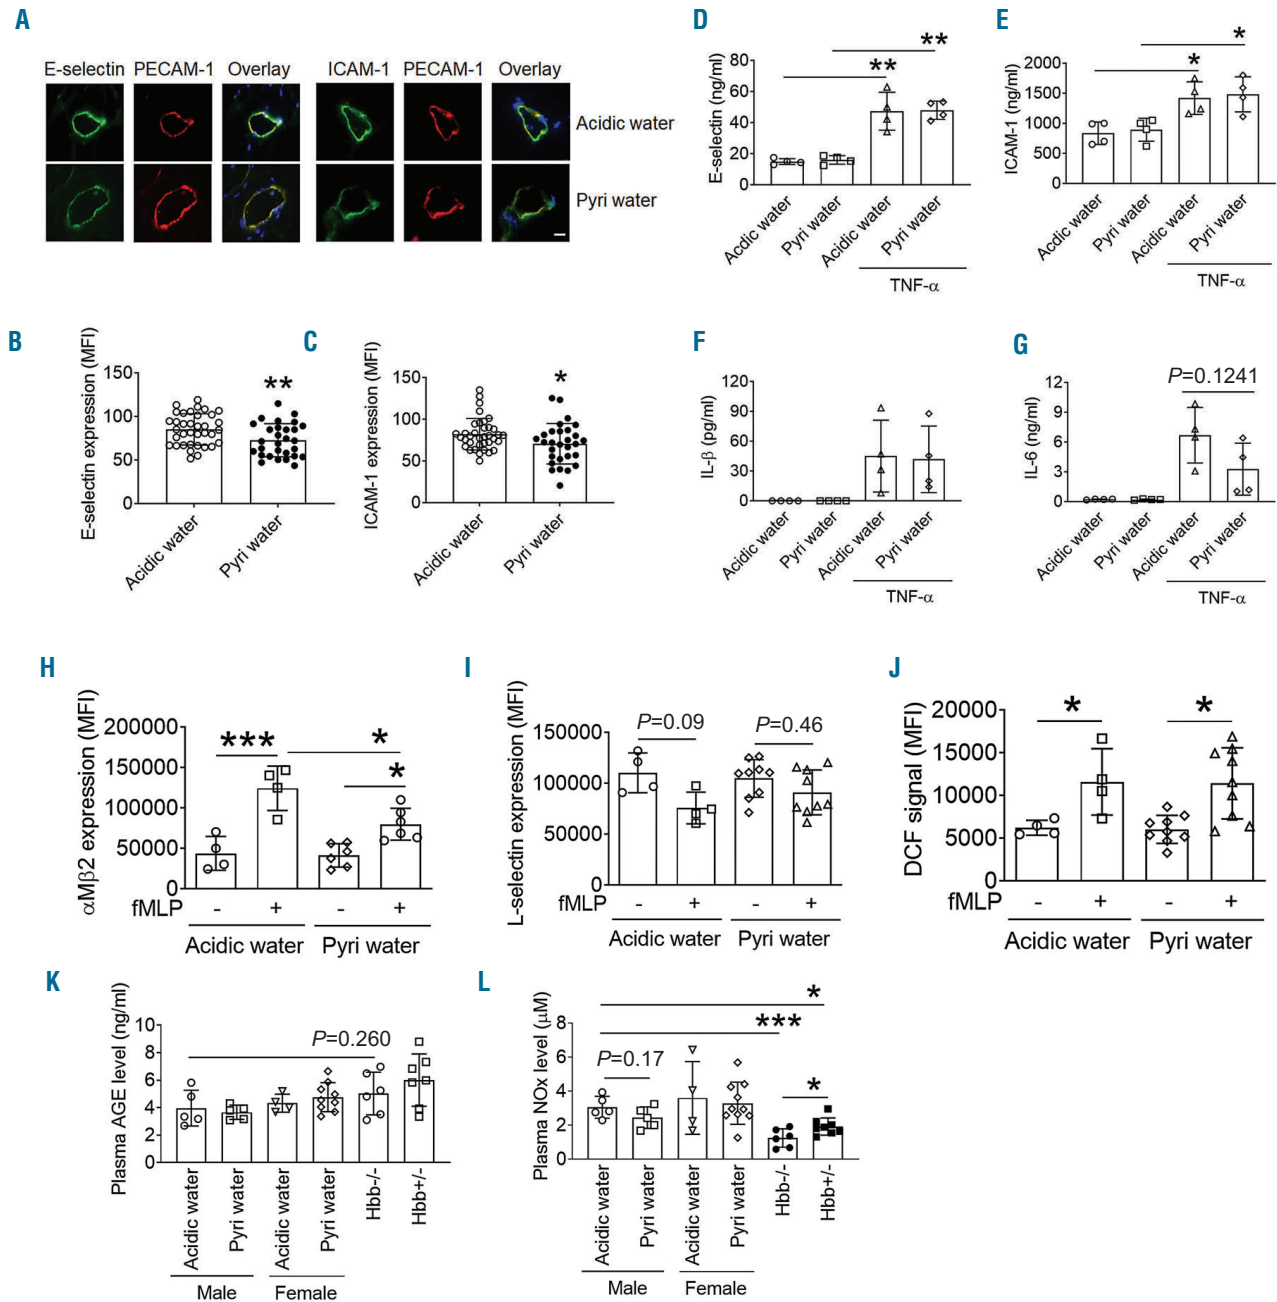 A
E-selectin PECAM-1 Overlay ICAM-1 PECAM-1 Overlay
Acidic water
Pyri water
D
E-selectin (ng/ml)
80
60
40
20
0
**
**
Acdic water
Pyri water
Acidic water
Pyri water
TNF-α
E
ICAM-1 (ng/ml)
2000
1500
1000
500
0
*
*
Acidic water
Pyri water
Acidic water
Pyri water
TNF-α
B
E-selectin expression (MFI)
150
100
50
0
**
Acidic water
Pyri water
C
ICAM-1 expression (MFI)
150
100
50
0
*
Acidic water
Pyri water
F
IL-β (pg/ml)
120
90
60
30
0
Acidic water
Pyri water
Acidic water
Pyri water
TNF-α
G
IL-6 (ng/ml)
12
9
6
3
0
P=0.1241
Acidic water
Pyri water
Acidic water
Pyri water
TNF-α
H
αMβ2 expression (MFI)
200000
150000
100000
50000
0
***
*
*
fMLP - + - +
Acidic water Pyri water
I
L-selectin expression (MFI)
150000
100000
50000
0
P=0.09
P=0.46
fMLP - + - +
Acidic water Pyri water
J
DCF signal (MFI)
20000
15000
10000
5000
0
*
*
fMLP - + - +
Acidic water Pyri water
K
Plasma AGE level (ng/ml)
10
8
6
4
2
0
P=0.260
Acidic water
Pyri water
Acidic water
Pyri water
Hbb-/-
Hbb+/-
Male Female
L
Plasma NOx level (μM)
8
6
4
2
0
*
***
P=0.17
*
Acidic water
Pyri water
Acidic water
Pyri water
Hbb-/-
Hbb+/-
Male Female